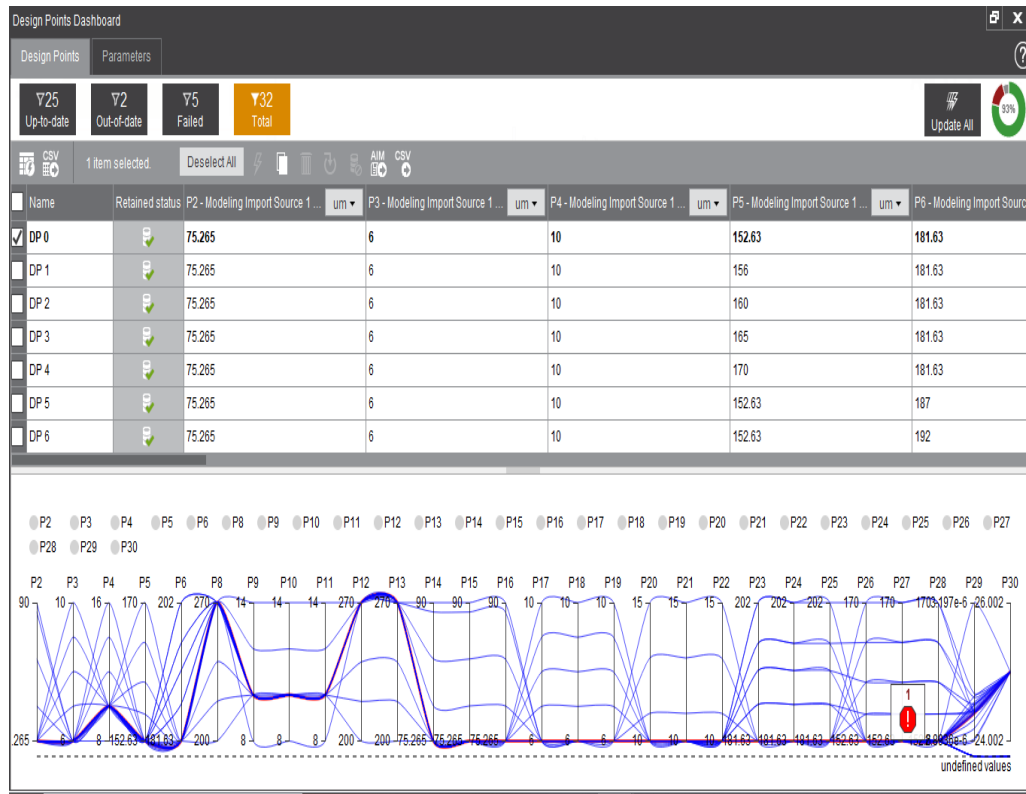 Design Points Dashboard
Design Points Parameters
25 2 5 32
Up-to-date Out-of-date Failed Total
Update All 93%
CSV 1 item selected. Deselect All AIM CSV
Name Retained status P2 - Modeling Import Source 1 ... um P3 - Modeling Import Source 1 ... um P4 - Modeling Import Source 1 ... um P5 - Modeling Import Source 1 ... um P6 - Modeling Import Sourc
DP 0 75.265 6 10 152.63 181.63
DP 1 75.265 6 10 156 181.63
DP 2 75.265 6 10 160 181.63
DP 3 75.265 6 10 165 181.63
DP 4 75.265 6 10 170 181.63
DP 5 75.265 6 10 152.63 187
DP 6 75.265 6 10 152.63 192
P2 P3 P4 P5 P6 P8 P9 P10 P11 P12 P13 P14 P15 P16 P17 P18 P19 P20 P21 P22 P23 P24 P25 P26 P27
P28 P29 P30
P2 P3 P4 P5 P6 P8 P9 P10 P11 P12 P13 P14 P15 P16 P17 P18 P19 P20 P21 P22 P23 P24 P25 P26 P27 P28 P29 P30
90 10 16 170 202 270 14 14 14 270 270 90 90 90 10 10 10 15 15 15 202 202 202 170 170 1703.197e-6 26.002
1
.265 6 8 152.63 181.63 200 8 8 8 200 200 75.265 75.265 75.265 6 6 6 10 10 10 181.63 181.63 181.63 152.63 152.6 24.002
undefined values